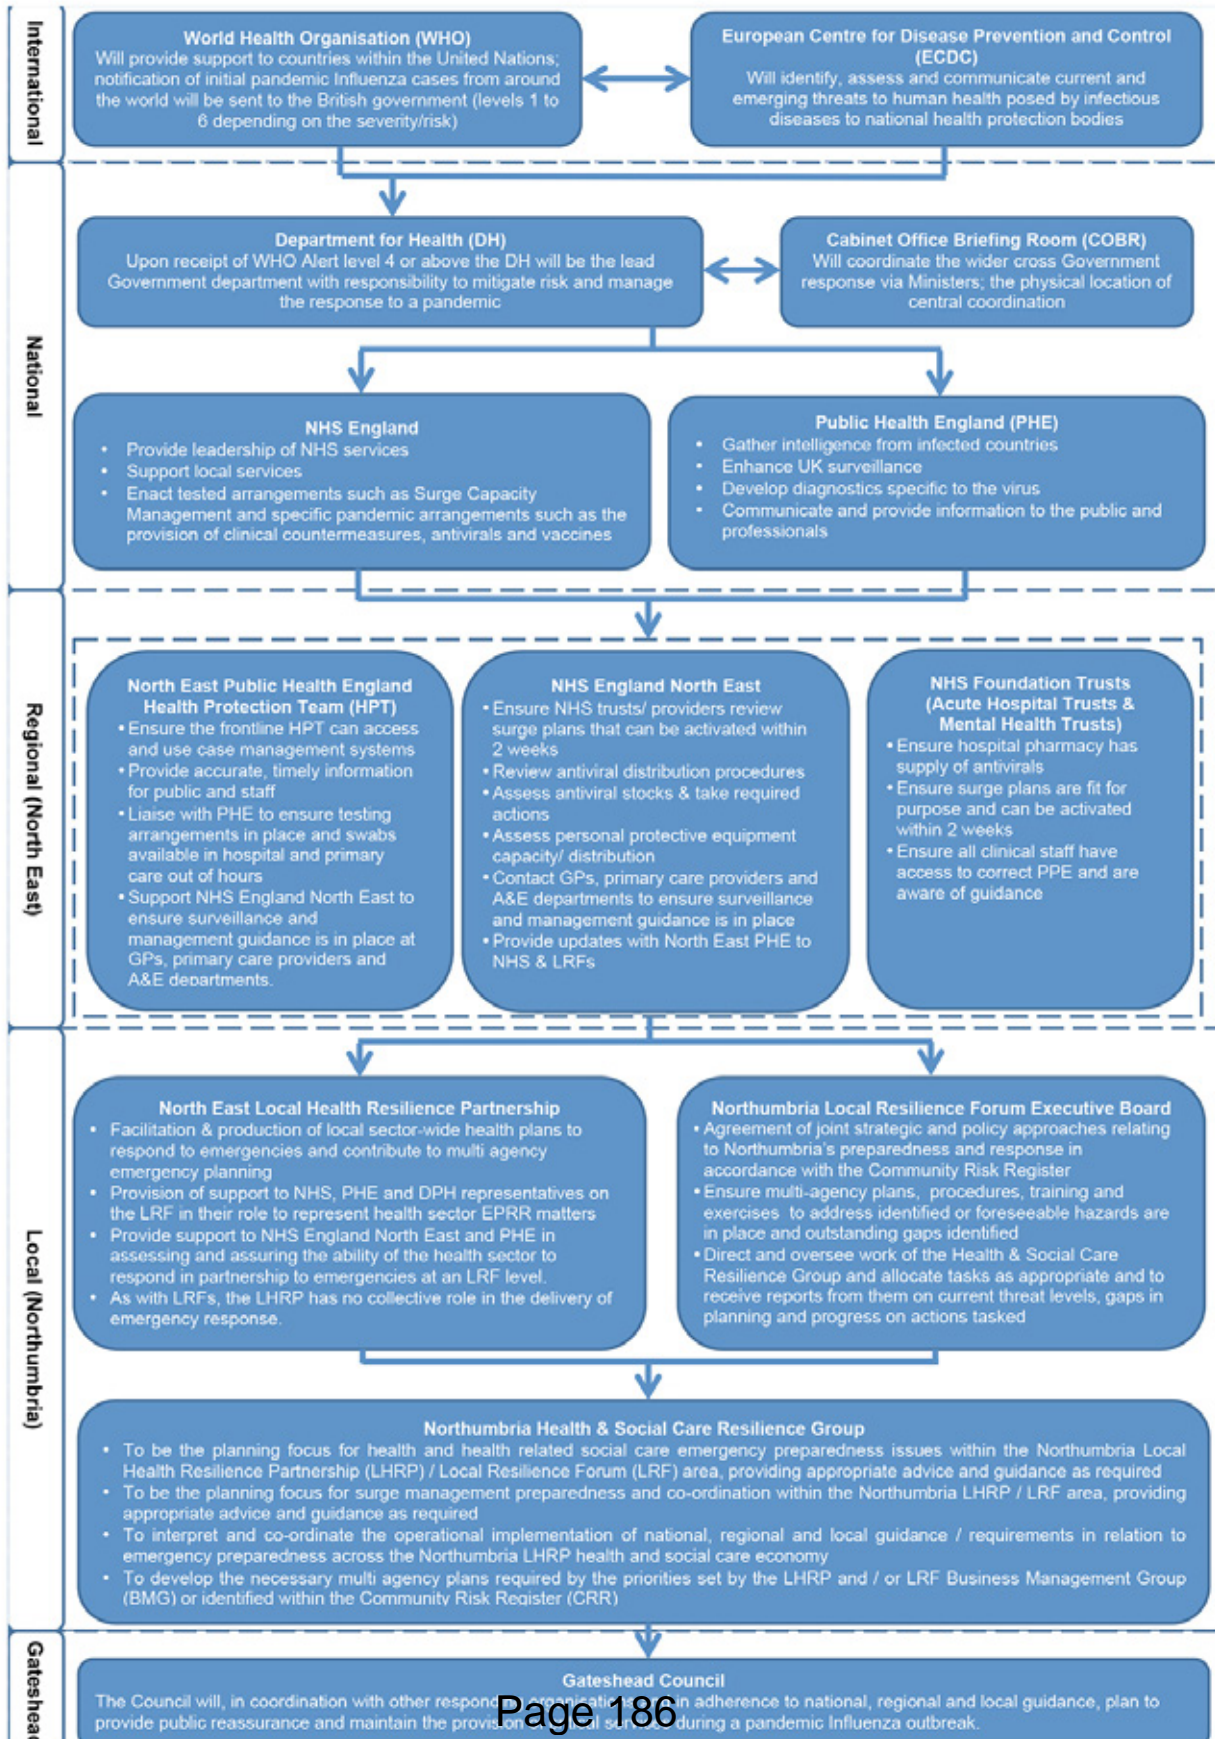 International
World Health Organisation (WHO)
Will provide support to countries within the United Nations;
notification of initial pandemic Influenza cases from around
the world will be sent to the British government (levels 1 to
6 depending on the severity/risk)
European Centre for Disease Prevention and Control
(ECDC)
Will identify, assess and communicate current and
emerging threats to human health posed by infectious
diseases to national health protection bodies
National
Department for Health (DH)
Upon receipt of WHO Alert level 4 or above the DH will be the lead
Government department with responsibility to mitigate risk and manage
the response to a pandemic
Cabinet Office Briefing Room (COBR)
Will coordinate the wider cross Government
response via Ministers; the physical location of
central coordination
NHS England
• Provide leadership of NHS services
• Support local services
• Enact tested arrangements such as Surge Capacity
Management and specific pandemic arrangements such as the
provision of clinical countermeasures, antivirals and vaccines
Public Health England (PHE)
• Gather intelligence from infected countries
• Enhance UK surveillance
• Develop diagnostics specific to the virus
• Communicate and provide information to the public and
professionals
Regional (North East)
North East Public Health England
Health Protection Team (HPT)
• Ensure the frontline HPT can access
and use case management systems
• Provide accurate, timely information
for public and staff
• Liaise with PHE to ensure testing
arrangements in place and swabs
available in hospital and primary
care out of hours
• Support NHS England North East to
ensure surveillance and
management guidance is in place at
GPs, primary care providers and
A&E departments.
NHS England North East
• Ensure NHS trusts/ providers review
surge plans that can be activated within
2 weeks
• Review antiviral distribution procedures
• Assess antiviral stocks & take required
actions
• Assess personal protective equipment
capacity/ distribution
• Contact GPs, primary care providers and
A&E departments to ensure surveillance
and management guidance is in place
• Provide updates with North East PHE to
NHS & LRFs
NHS Foundation Trusts
(Acute Hospital Trusts &
Mental Health Trusts)
• Ensure hospital pharmacy has
supply of antivirals
• Ensure surge plans are fit for
purpose and can be activated
within 2 weeks
• Ensure all clinical staff have
access to correct PPE and are
aware of guidance
Local (Northumbria)
North East Local Health Resilience Partnership
• Facilitation & production of local sector-wide health plans to
respond to emergencies and contribute to multi agency
emergency planning
• Provision of support to NHS, PHE and DPH representatives on
the LRF in their role to represent health sector EPRR matters
• Provide support to NHS England North East and PHE in
assessing and assuring the ability of the health sector to
respond in partnership to emergencies at an LRF level.
• As with LRFs, the LHRP has no collective role in the delivery of
emergency response.
Northumbria Local Resilience Forum Executive Board
• Agreement of joint strategic and policy approaches relating
to Northumbria's preparedness and response in
accordance with the Community Risk Register
• Ensure multi-agency plans, procedures, training and
exercises to address identified or foreseeable hazards are
in place and outstanding gaps identified
• Direct and oversee work of the Health & Social Care
Resilience Group and allocate tasks as appropriate and to
receive reports from them on current threat levels, gaps in
planning and progress on actions tasked
Northumbria Health & Social Care Resilience Group
• To be the planning focus for health and health related social care emergency preparedness issues within the Northumbria Local
Health Resilience Partnership (LHRP) / Local Resilience Forum (LRF) area, providing appropriate advice and guidance as required
• To be the planning focus for surge management preparedness and co-ordination within the Northumbria LHRP / LRF area, providing
appropriate advice and guidance as required
• To interpret and co-ordinate the operational implementation of national, regional and local guidance / requirements in relation to
emergency preparedness across the Northumbria LHRP health and social care economy
• To develop the necessary multi agency plans required by the priorities set by the LHRP and / or LRF Business Management Group
(BMG) or identified within the Community Risk Register (CRR)
Gateshead
Gateshead Council
The Council will, in coordination with other adherence to national, regional and local guidance, plan to
provide public reassurance and maintain the provision during a pandemic Influenza outbreak.
Page 186